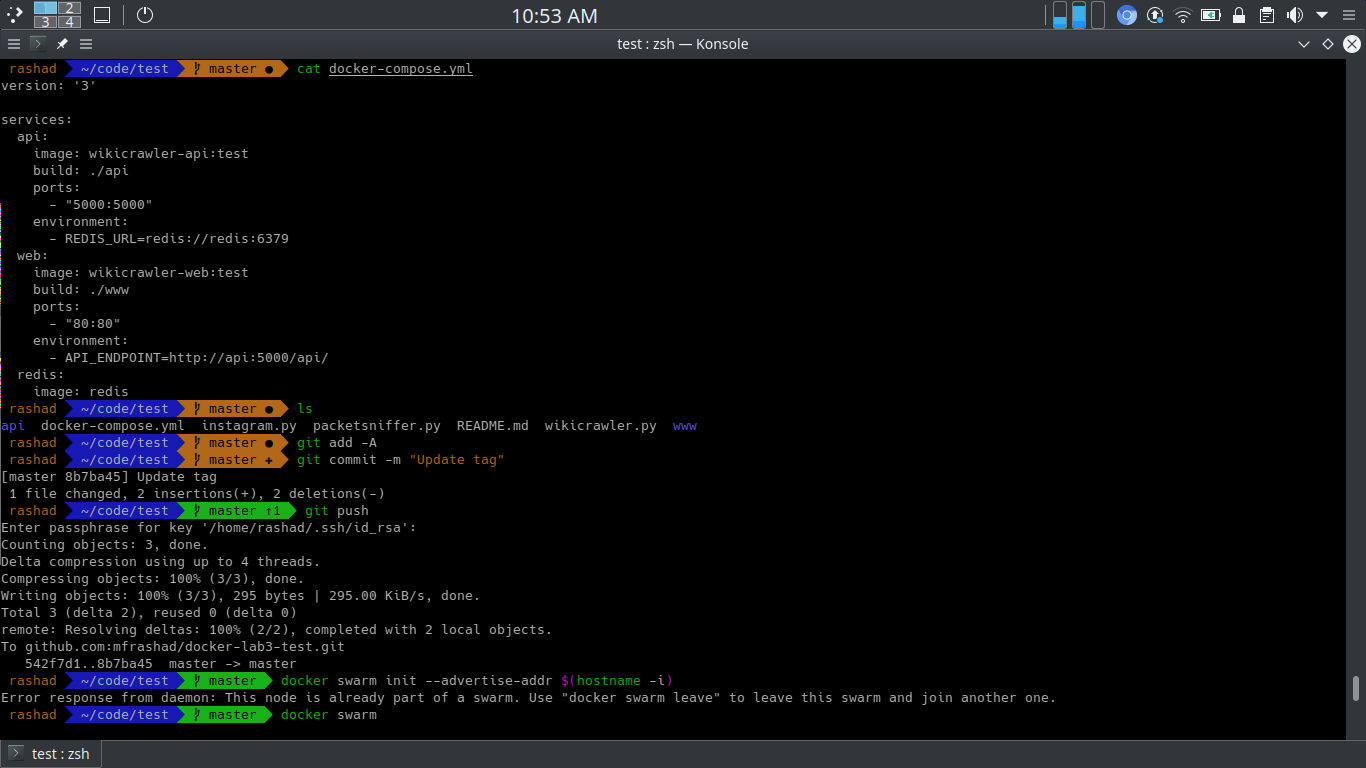 1 2
3 4
10:53 AM
test : zsh — Konsole
rashad ~/code/test master ● cat docker-compose.yml
version: '3'
services:
  api:
    image: wikicrawler-api:test
    build: ./api
    ports:
      - "5000:5000"
    environment:
      - REDIS_URL=redis://redis:6379
  web:
    image: wikicrawler-web:test
    build: ./www
    ports:
      - "80:80"
    environment:
      - API_ENDPOINT=http://api:5000/api/
  redis:
    image: redis
rashad ~/code/test master ● ls
api  docker-compose.yml  instagram.py  packetsniffer.py  README.md  wikicrawler.py  www
rashad ~/code/test master ● git add -A
rashad ~/code/test master + git commit -m "Update tag"
[master 8b7ba45] Update tag
 1 file changed, 2 insertions(+), 2 deletions(-)
rashad ~/code/test master ↑1 git push
Enter passphrase for key '/home/rashad/.ssh/id_rsa':
Counting objects: 3, done.
Delta compression using up to 4 threads.
Compressing objects: 100% (3/3), done.
Writing objects: 100% (3/3), 295 bytes | 295.00 KiB/s, done.
Total 3 (delta 2), reused 0 (delta 0)
remote: Resolving deltas: 100% (2/2), completed with 2 local objects.
To github.com:mfrashad/docker-lab3-test.git
   542f7d1..8b7ba45  master -> master
rashad ~/code/test master docker swarm init --advertise-addr $(hostname -i)
Error response from daemon: This node is already part of a swarm. Use "docker swarm leave" to leave this swarm and join another one.
rashad ~/code/test master docker swarm
test : zsh